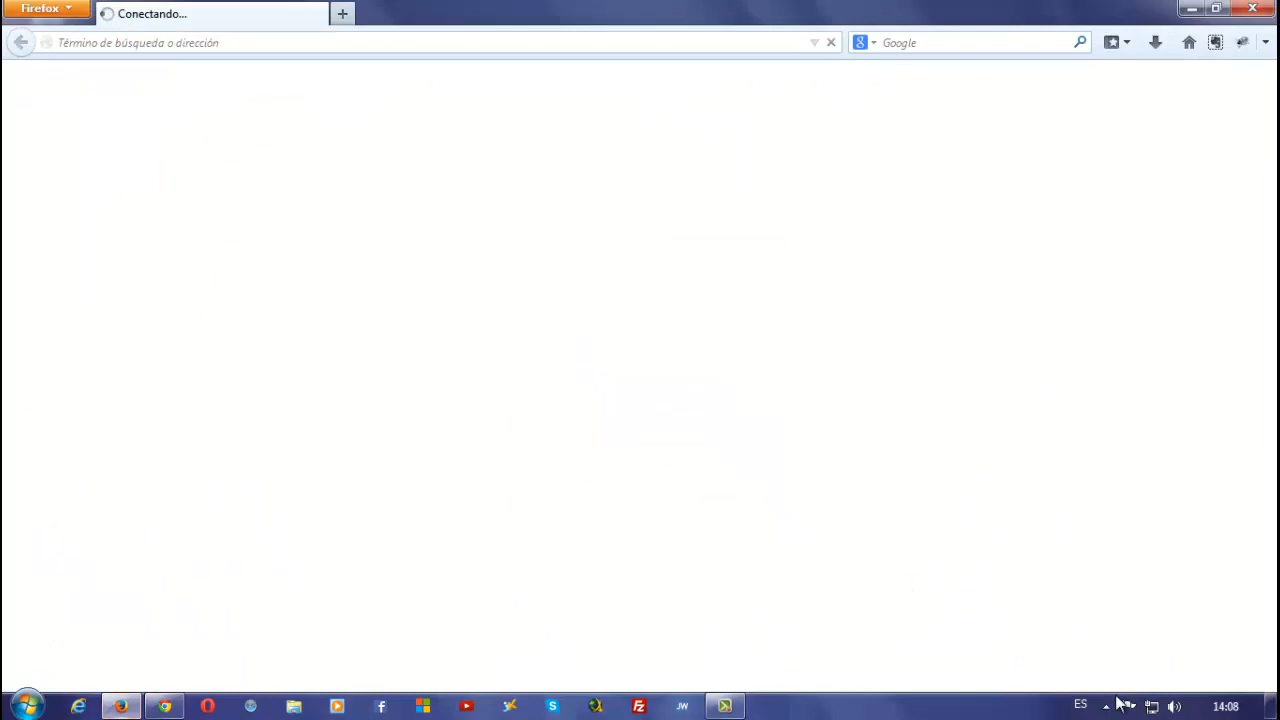 Firefox
Conectando...
Término de búsqueda o dirección
Google
ES
14:08
JW